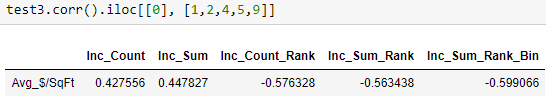 test3.corr().iloc[[0], [1,2,4,5,9]]
Inc_Count Inc_Sum Inc_Count_Rank Inc_Sum_Rank Inc_Sum_Rank_Bin
Avg_$/SqFt 0.427556 0.447827 -0.576328 -0.563438 -0.599066